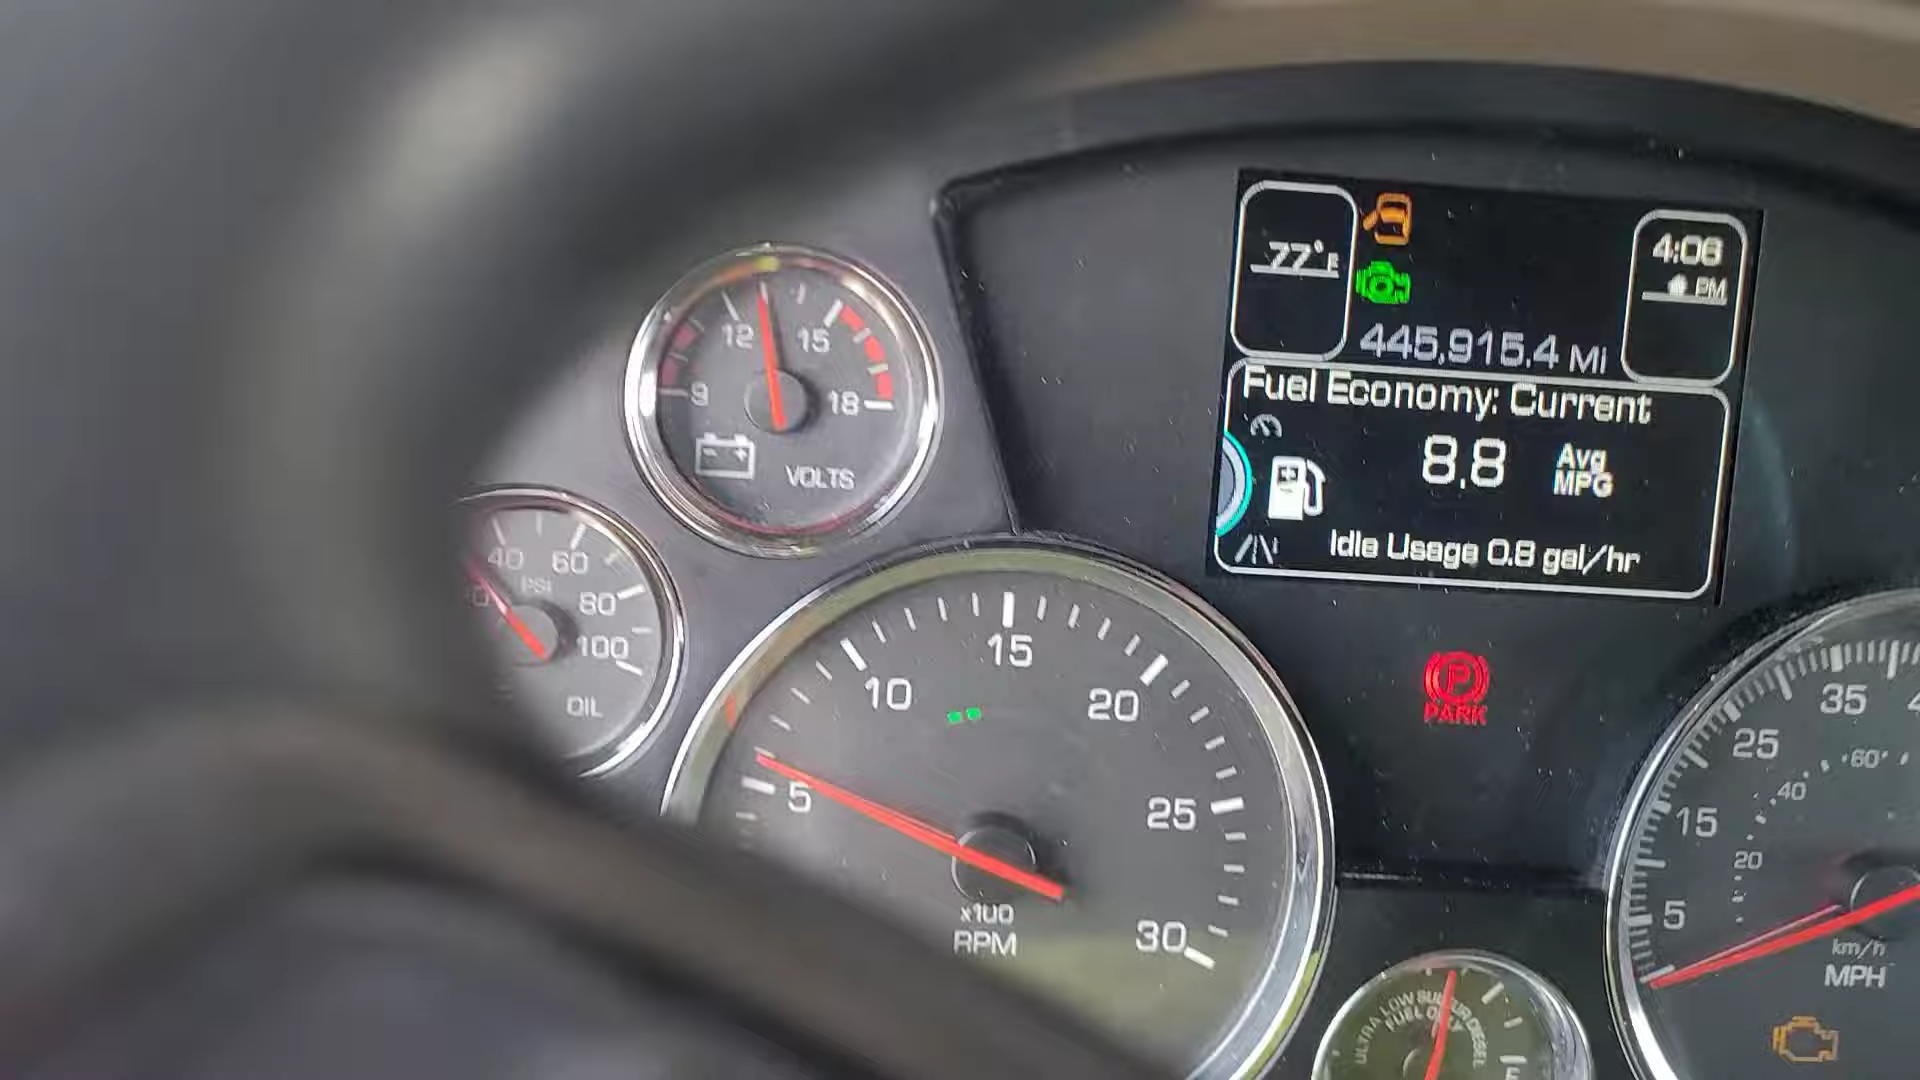 77°F
4:06
PM
445,915.4 Mi
Fuel Economy: Current
8.8 Avg
MPG
Idle Usage 0.8 gal/hr
9 12 15 18
VOLTS
40 60 80 100
PSI
OIL
5 10 15 20 25 30
x100
RPM
P
PARK
5 15 25 35
20 40 60
km/h
MPH
ULTRA LOW SULFUR DIESEL
FUEL ONLY